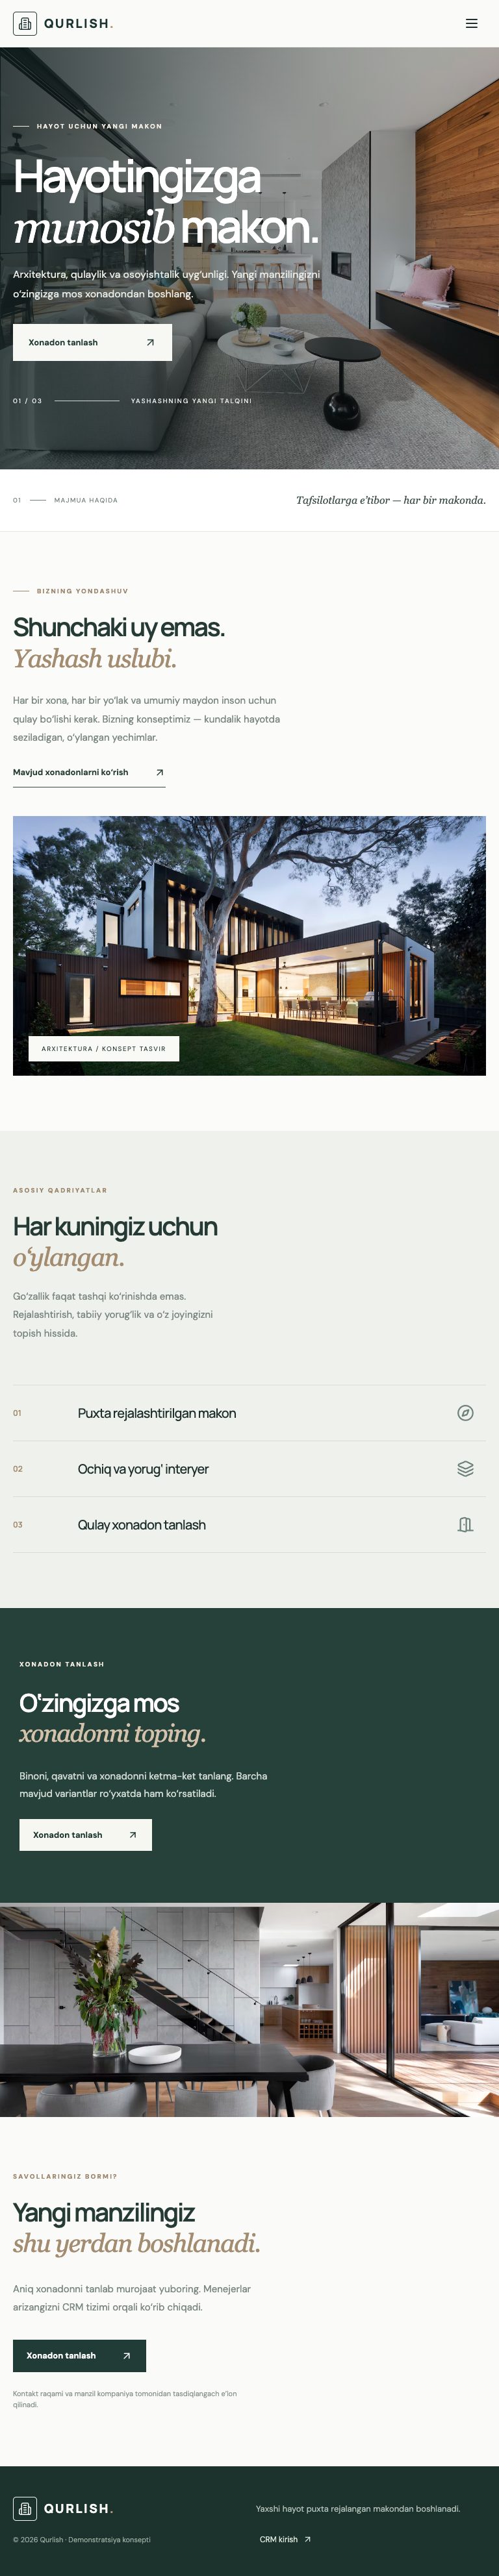 QURLISH.
HAYOT UCHUN YANGI MAKON
Hayotingizga
munosib makon.
Arxitektura, qulaylik va osoyishtalik uyg‘unligi. Yangi manzilingizni
o‘zingizga mos xonadondan boshlang.
Xonadon tanlash
01 / 03 YASHASHNING YANGI TALQINI
01 MAJMUA HAQIDA
Tafsilotlarga e’tibor — har bir makonda.
BIZNING YONDASHUV
Shunchaki uy emas.
Yashash uslubi.
Har bir xona, har bir yo‘lak va umumiy maydon inson uchun
qulay bo‘lishi kerak. Bizning konseptimiz — kundalik hayotda
seziladigan, o‘ylangan yechimlar.
Mavjud xonadonlarni ko‘rish
ARXITEKTURA / KONSEPT TASVIR
ASOSIY QADRIYATLAR
Har kuningiz uchun
o‘ylangan.
Go‘zallik faqat tashqi ko‘rinishda emas.
Rejalashtirish, tabiiy yorug‘lik va o‘z joyingizni
topish hissida.
01 Puxta rejalashtirilgan makon
02 Ochiq va yorug‘ interyer
03 Qulay xonadon tanlash
XONADON TANLASH
O‘zingizga mos
xonadonni toping.
Binoni, qavatni va xonadonni ketma-ket tanlang. Barcha
mavjud variantlar ro‘yxatda ham ko‘rsatiladi.
Xonadon tanlash
SAVOLLARINGIZ BORMI?
Yangi manzilingiz
shu yerdan boshlanadi.
Aniq xonadonni tanlab murojaat yuboring. Menejerlar
arizangizni CRM tizimi orqali ko‘rib chiqadi.
Xonadon tanlash
Kontakt raqami va manzil kompaniya tomonidan tasdiqlangach e’lon
qilinadi.
QURLISH.
Yaxshi hayot puxta rejalangan makondan boshlanadi.
© 2026 Qurlish · Demonstratsiya konsepti
CRM kirish